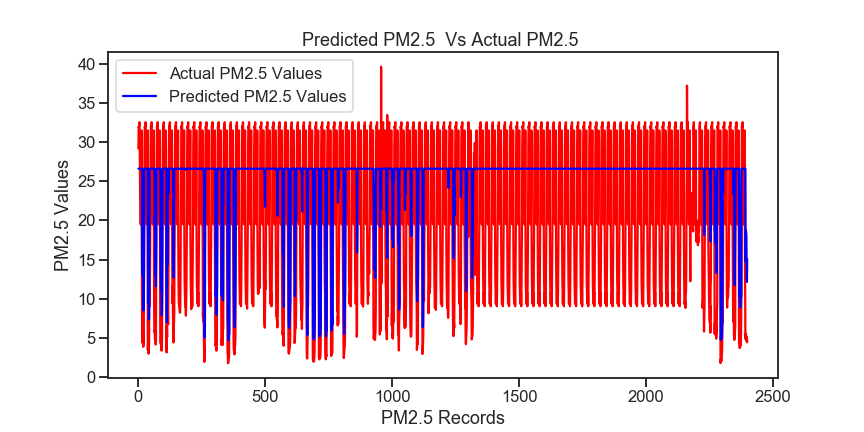 Predicted PM2.5  Vs Actual PM2.5
Actual PM2.5 Values
Predicted PM2.5 Values
PM2.5 Values
40
35
30
25
20
15
10
5
0
0 500 1000 1500 2000 2500
PM2.5 Records